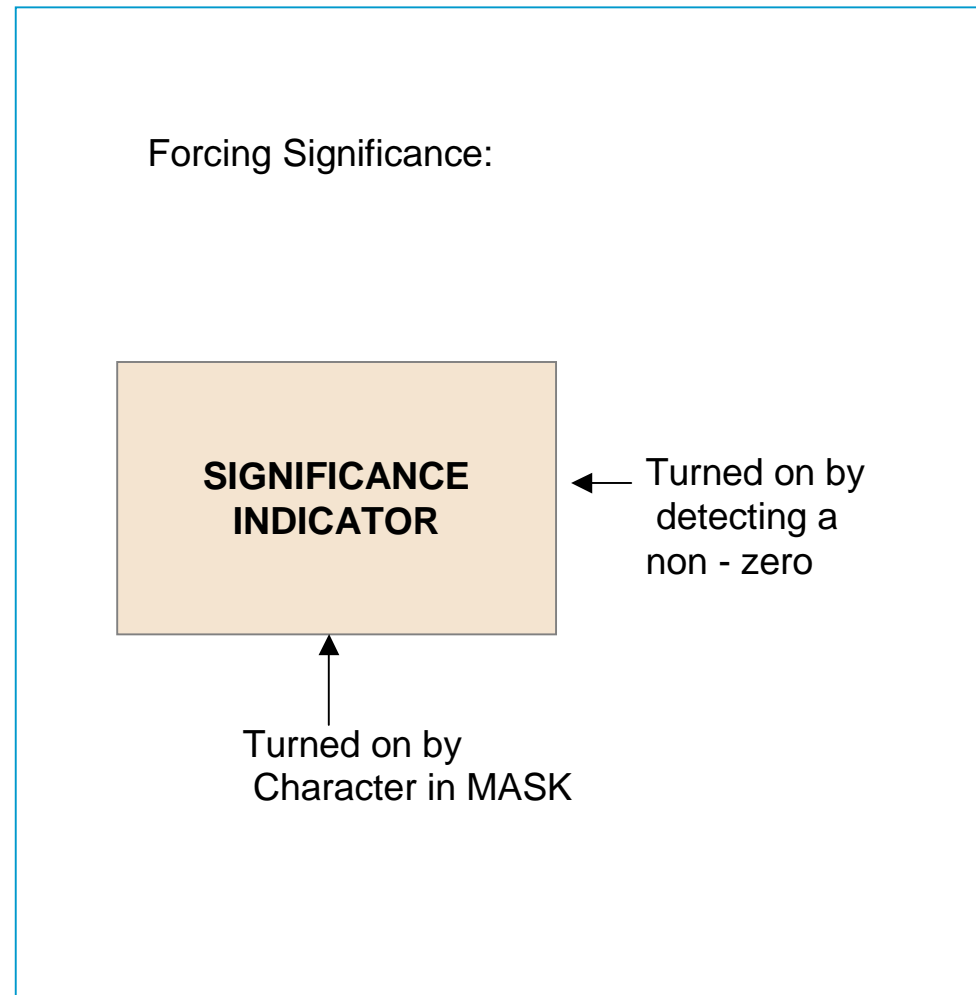 Forcing Significance:
SIGNIFICANCE
INDICATOR
Turned on by
detecting a
non - zero
Turned on by
Character in MASK